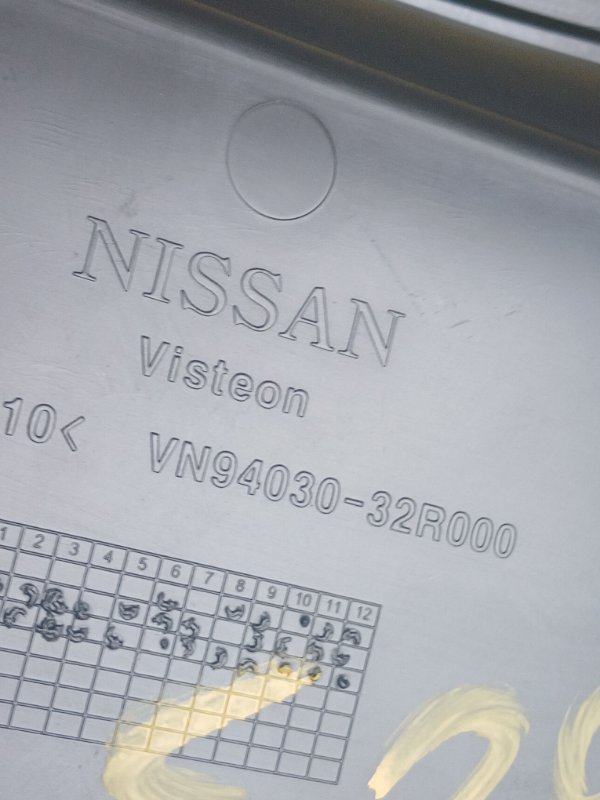 NISSAN
Visteon
10< VN94030-32R000
1 2 3 4 5 6 7 8 9 10 11 12